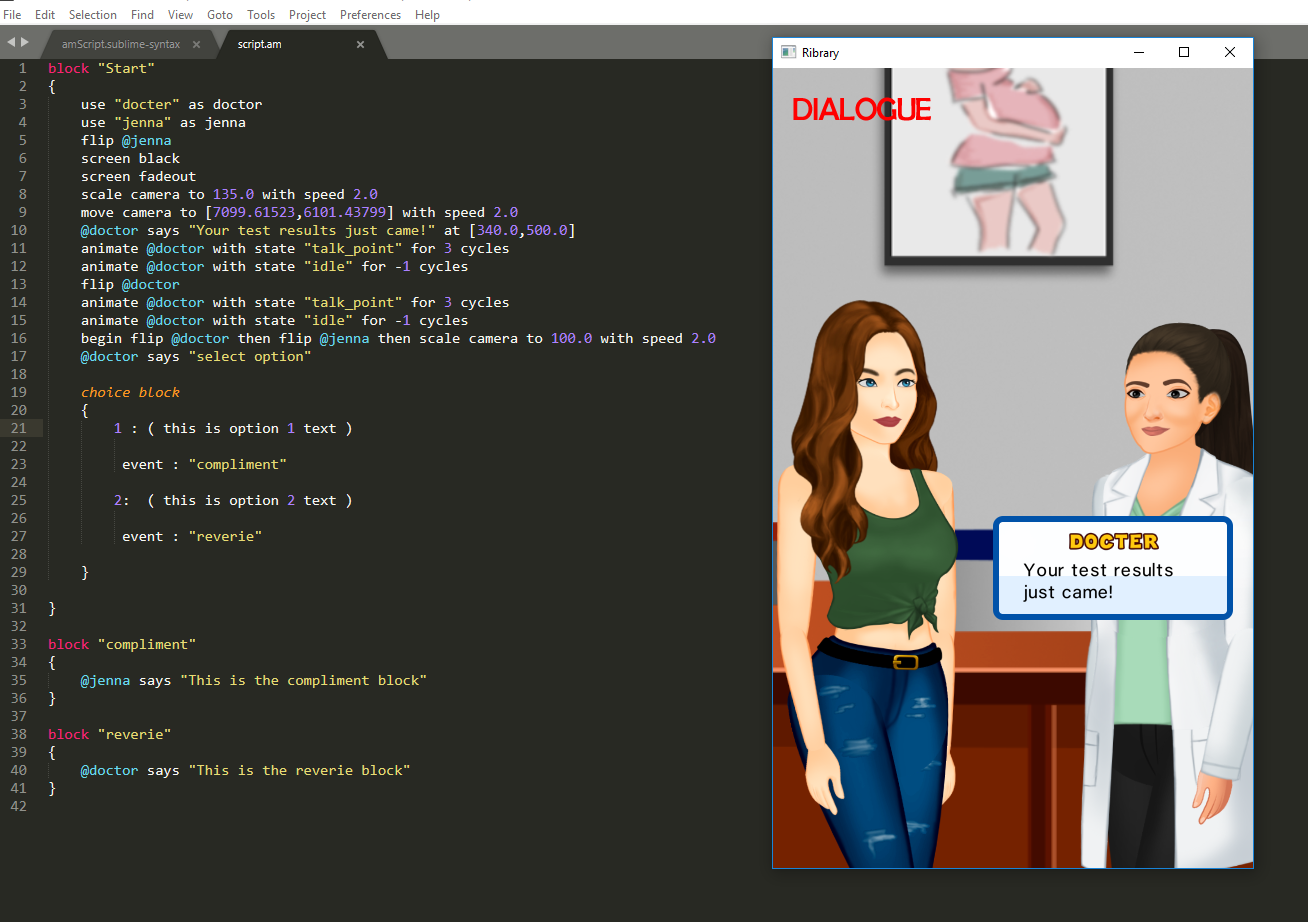 File Edit Selection Find View Goto Tools Project Preferences Help
amScript.sublime-syntax × script.am ×
1 block "Start"
2 {
3 use "docter" as doctor
4 use "jenna" as jenna
5 flip @jenna
6 screen black
7 screen fadeout
8 scale camera to 135.0 with speed 2.0
9 move camera to [7099.61523,6101.43799] with speed 2.0
10 @doctor says "Your test results just came!" at [340.0,500.0]
11 animate @doctor with state "talk_point" for 3 cycles
12 animate @doctor with state "idle" for -1 cycles
13 flip @doctor
14 animate @doctor with state "talk_point" for 3 cycles
15 animate @doctor with state "idle" for -1 cycles
16 begin flip @doctor then flip @jenna then scale camera to 100.0 with speed 2.0
17 @doctor says "select option"
18
19 choice block
20 {
21 1 : ( this is option 1 text )
22
23 event : "compliment"
24
25 2: ( this is option 2 text )
26
27 event : "reverie"
28
29 }
30
31 }
32
33 block "compliment"
34 {
35 @jenna says "This is the compliment block"
36 }
37
38 block "reverie"
39 {
40 @doctor says "This is the reverie block"
41 }
42
Ribrary
DIALOGUE
DOCTER
Your test results
just came!